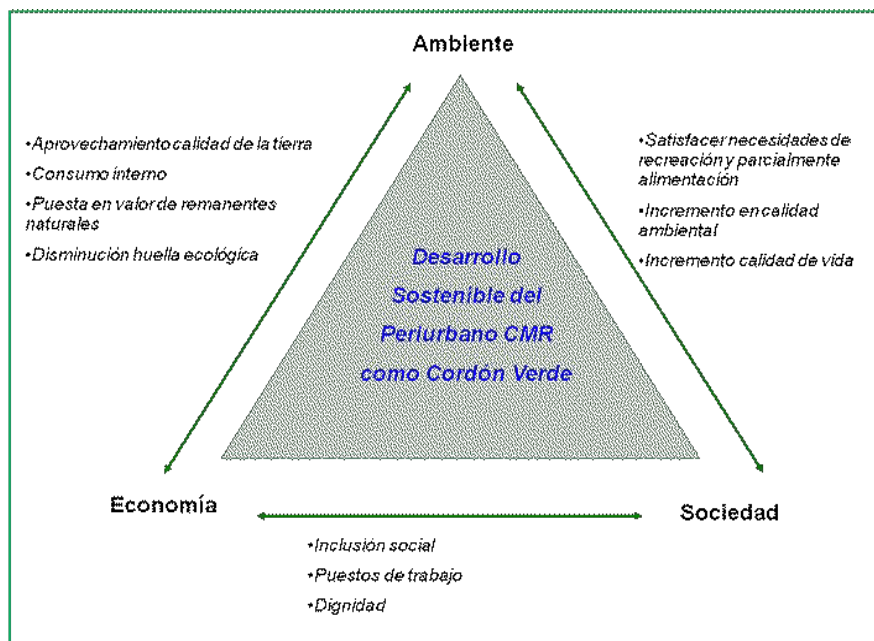 Ambiente
•Aprovechamiento calidad de la tierra
•Consumo interno
•Puesta en valor de remanentes
naturales
•Disminución huella ecológica
•Satisfacer necesidades de
recreación y parcialmente
alimentación
•Incremento en calidad
ambiental
•Incremento calidad de vida
Desarrollo
Sostenible del
Periurbano CMR
como Cordón Verde
Economía
Sociedad
•Inclusión social
•Puestos de trabajo
•Dignidad